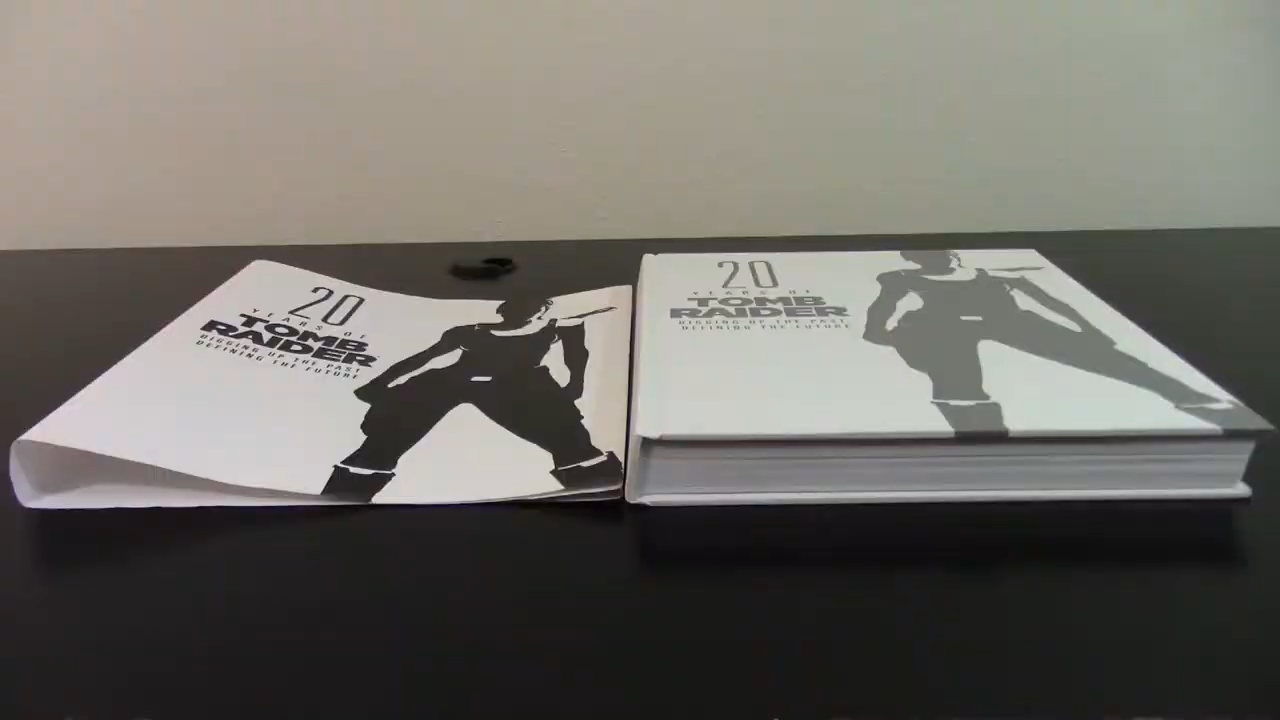 20
YEARS OF
TOMB
RAIDER
DIGGING UP THE PAST
DEFINING THE FUTURE
20
YEARS OF
TOMB
RAIDER
DIGGING UP THE PAST
DEFINING THE FUTURE